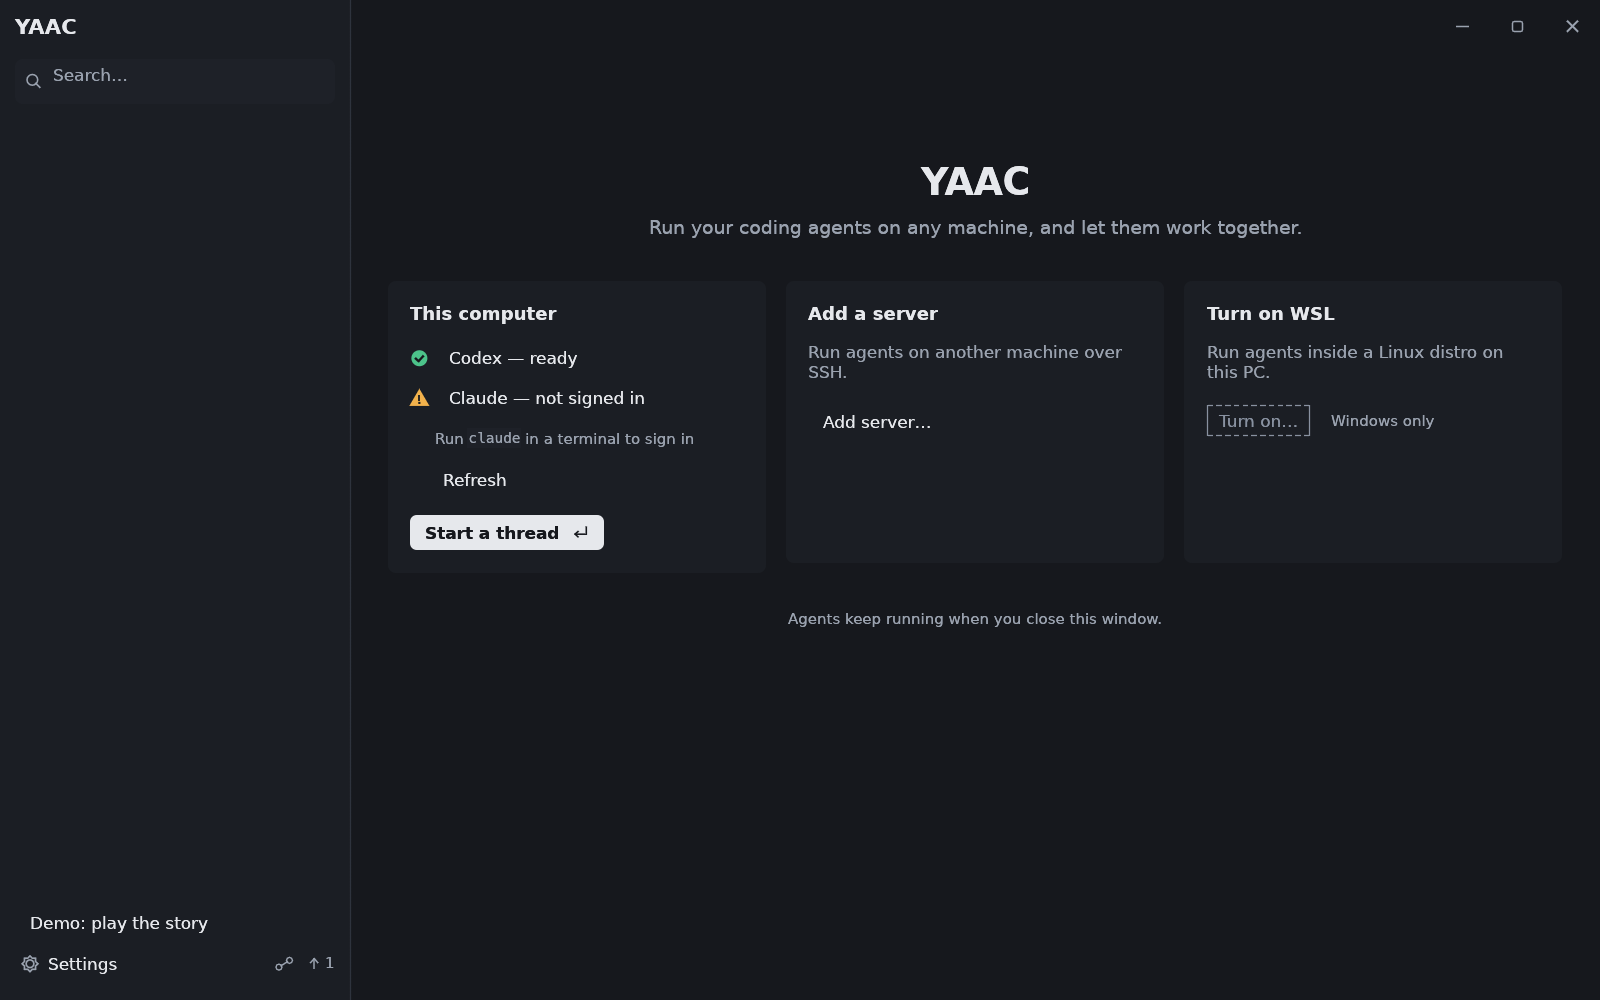 YAAC
Search...
YAAC
Run your coding agents on any machine, and let them work together.
This computer
Codex — ready
Claude — not signed in
Run claude in a terminal to sign in
Refresh
Start a thread
Add a server
Run agents on another machine over
SSH.
Add server...
Turn on WSL
Run agents inside a Linux distro on
this PC.
Turn on... Windows only
Agents keep running when you close this window.
Demo: play the story
Settings
1